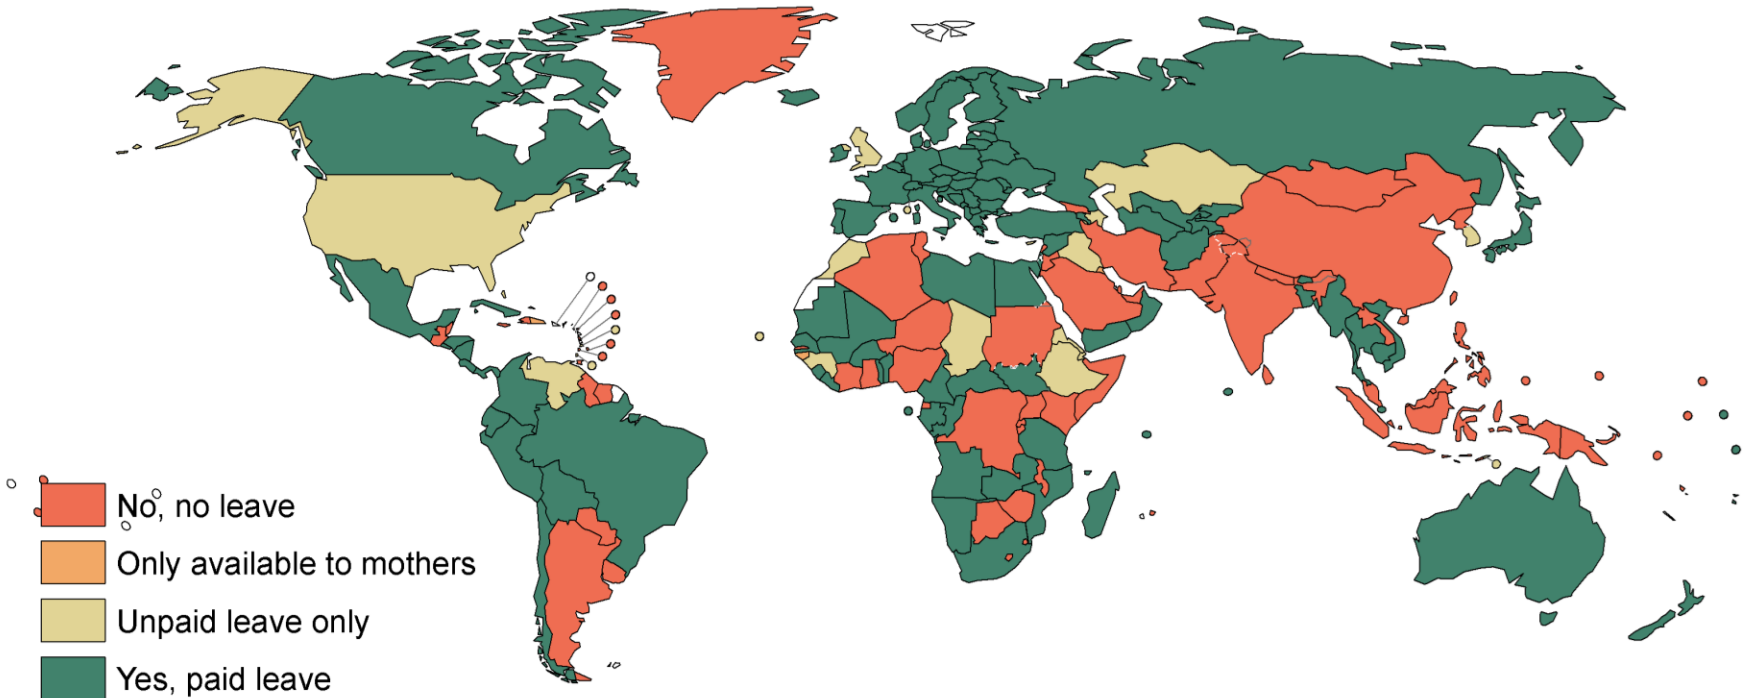 No, no leave
Only available to mothers
Unpaid leave only
Yes, paid leave